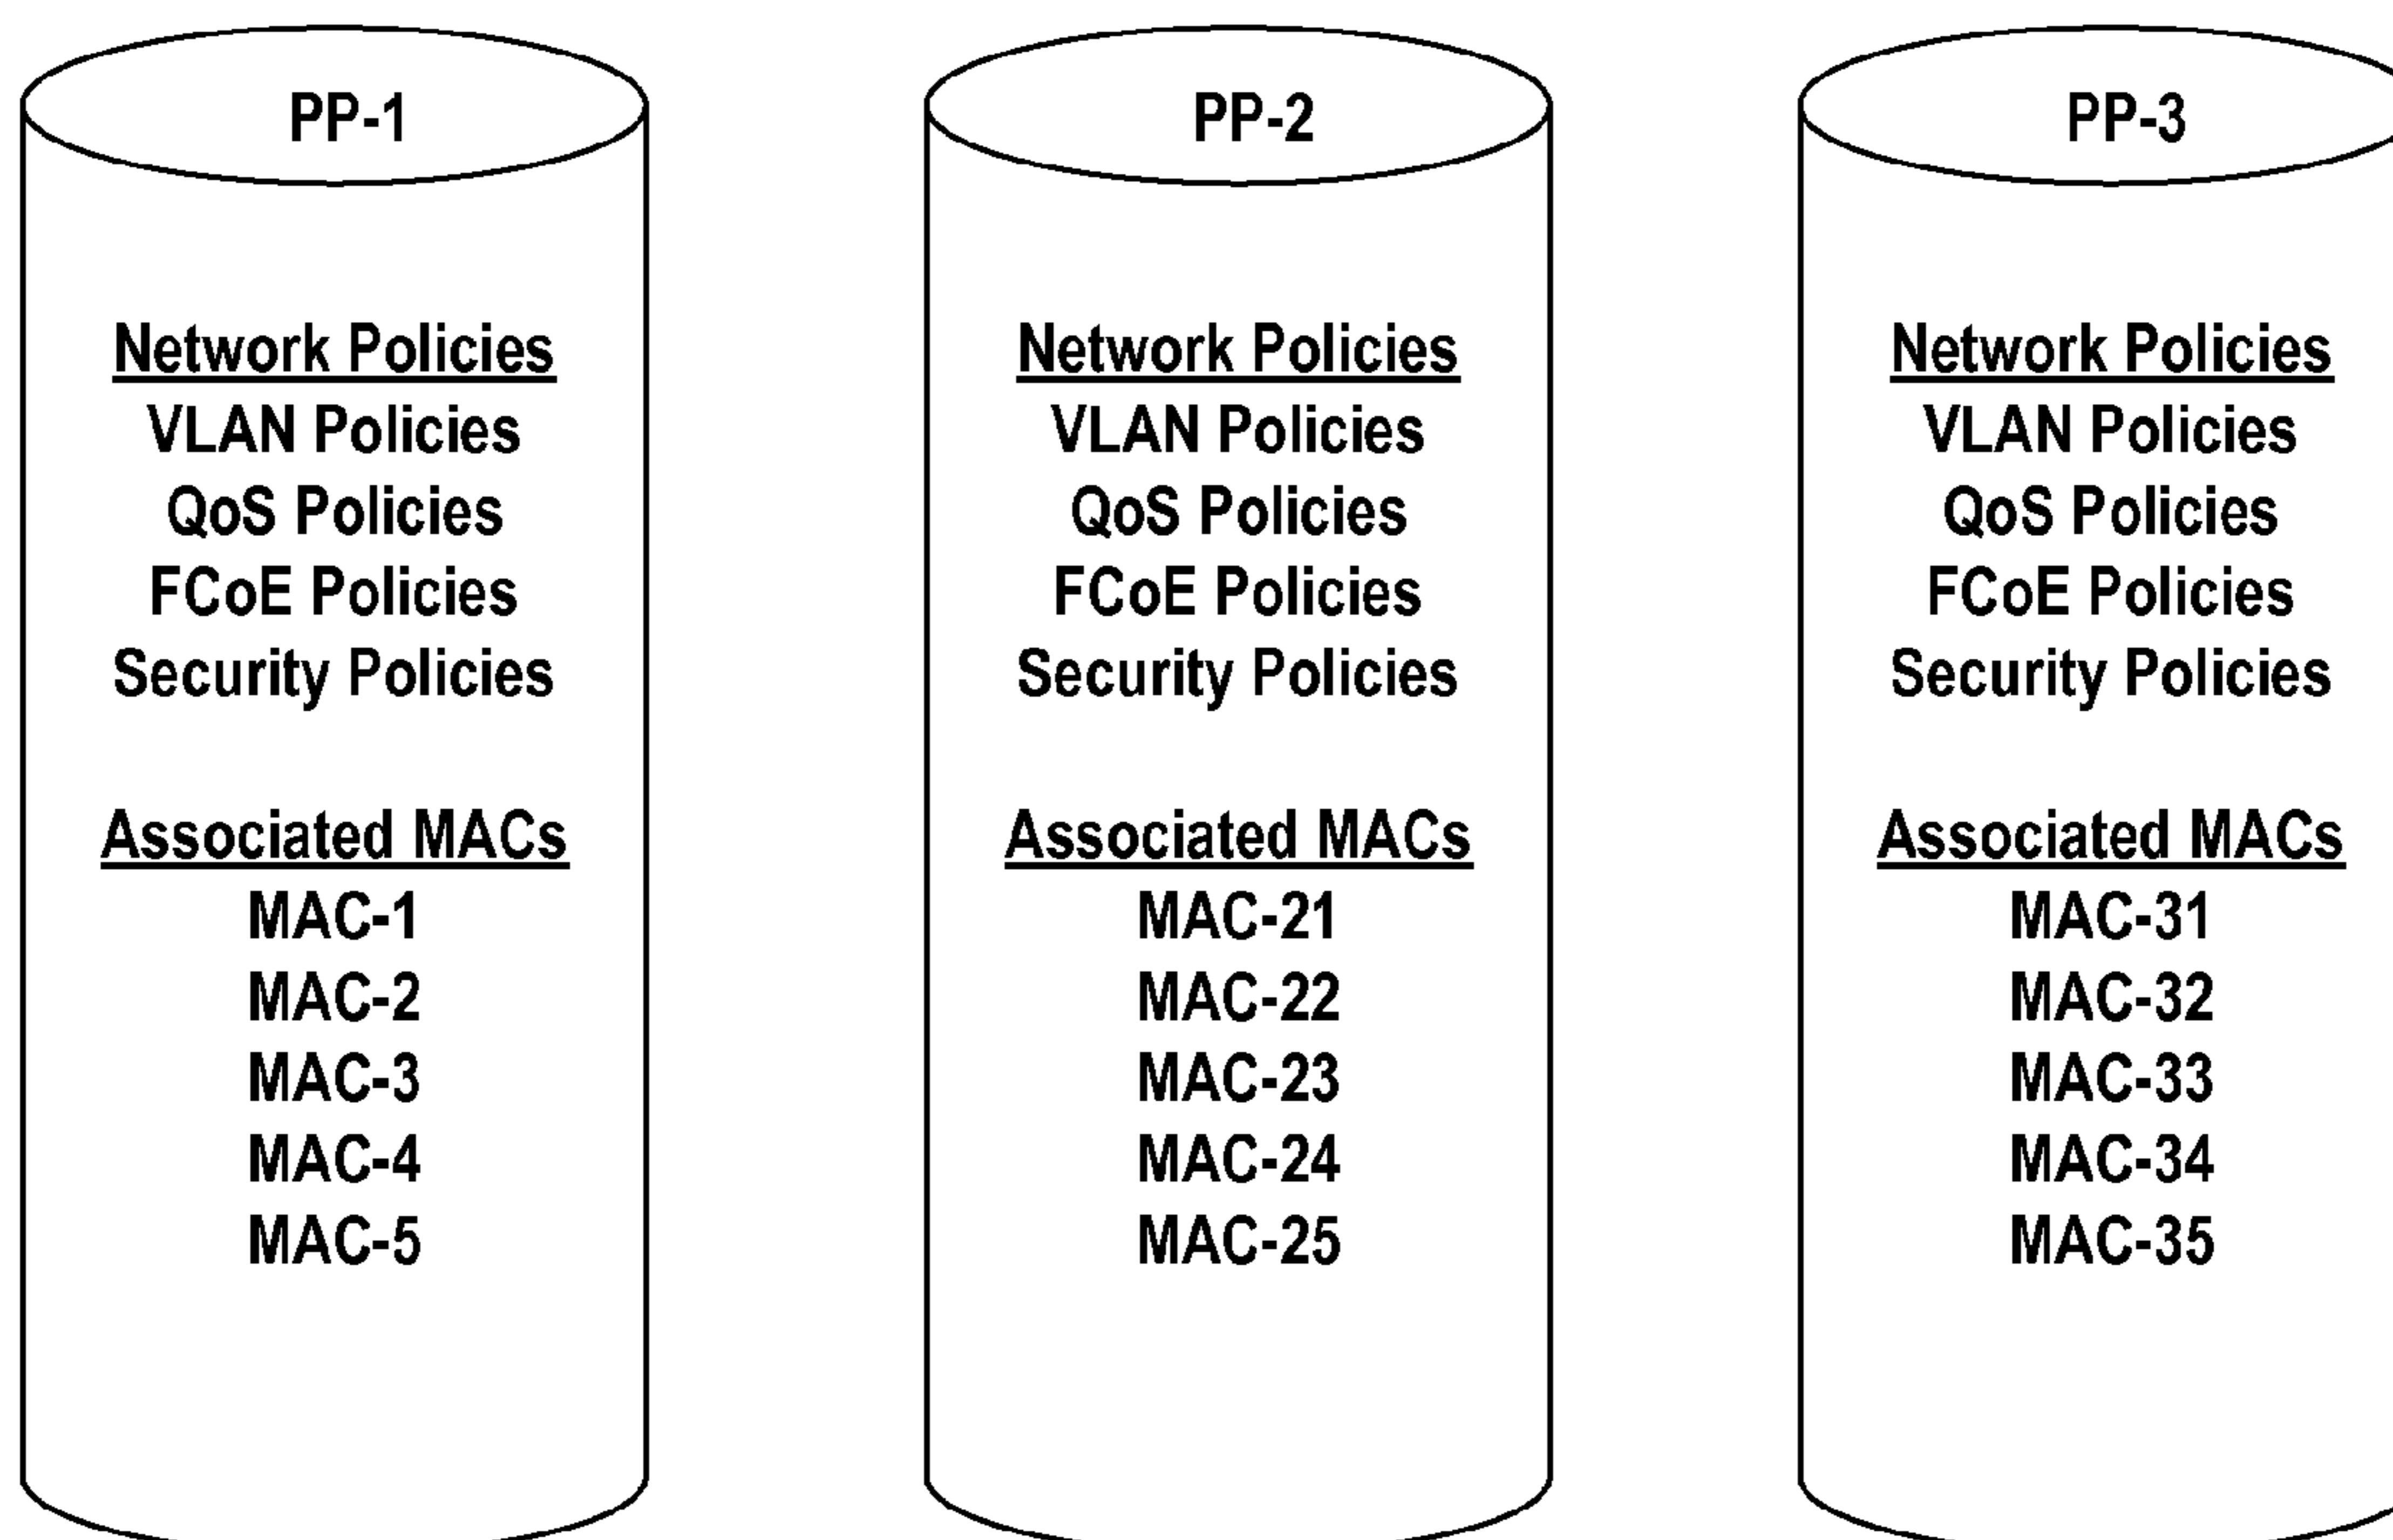 PP-1
Network Policies
VLAN Policies
QoS Policies
FCoE Policies
Security Policies
Associated MACs
MAC-1
MAC-2
MAC-3
MAC-4
MAC-5
PP-2
Network Policies
VLAN Policies
QoS Policies
FCoE Policies
Security Policies
Associated MACs
MAC-21
MAC-22
MAC-23
MAC-24
MAC-25
PP-3
Network Policies
VLAN Policies
QoS Policies
FCoE Policies
Security Policies
Associated MACs
MAC-31
MAC-32
MAC-33
MAC-34
MAC-35